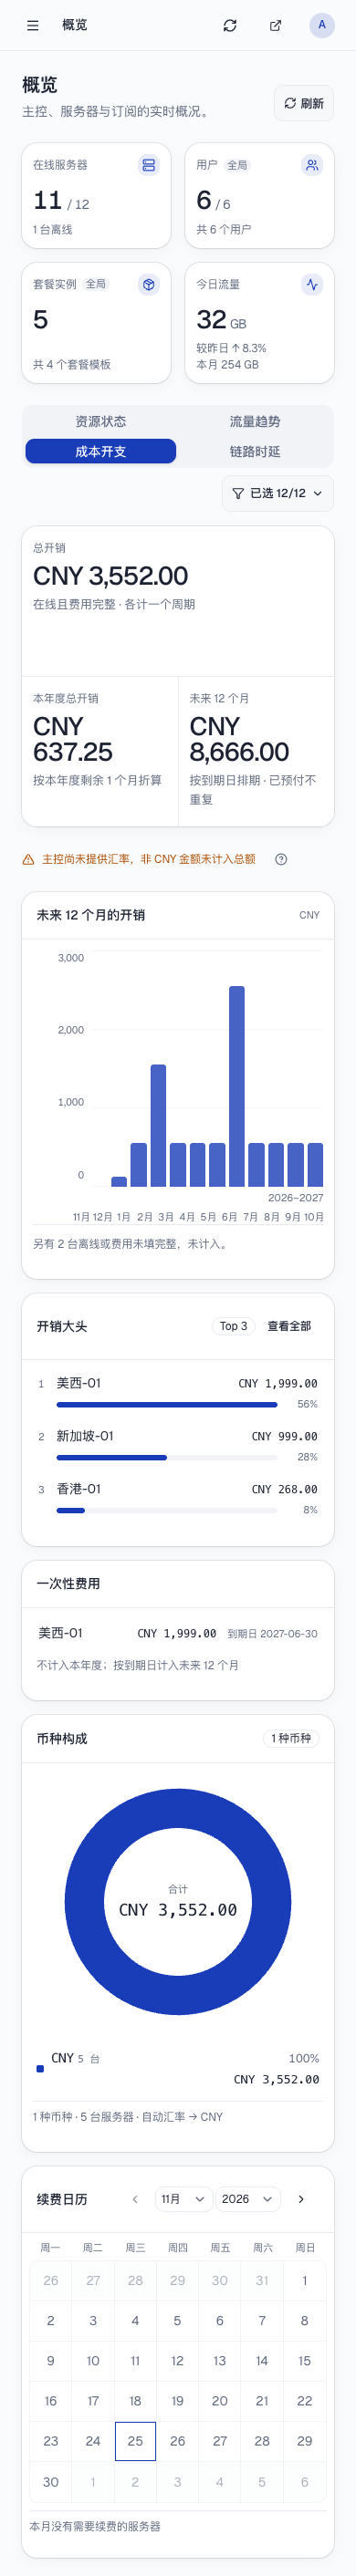 概览
A
概览
主控、服务器与订阅的实时概况。
刷新
在线服务器
11 / 12
1 台离线
用户 全局
6 / 6
共 6 个用户
套餐实例 全局
5
共 4 个套餐模板
今日流量
32 GB
较昨日 ↑ 8.3%
本月 254 GB
资源状态
流量趋势
成本开支
链路时延
已选 12/12
总开销
CNY 3,552.00
在线且费用完整 · 各计一个周期
本年度总开销
CNY
637.25
按本年度剩余 1 个月折算
未来 12 个月
CNY
8,666.00
按到期日排期 · 已预付不
重复
主控尚未提供汇率，非 CNY 金额未计入总额
未来 12 个月的开销
CNY
3,000
2,000
1,000
0
2026–2027
11月 12月 1月 2月 3月 4月 5月 6月 7月 8月 9月 10月
另有 2 台离线或费用未填完整，未计入。
开销大头
Top 3
查看全部
1 美西-01 CNY 1,999.00
56%
2 新加坡-01 CNY 999.00
28%
3 香港-01 CNY 268.00
8%
一次性费用
美西-01 CNY 1,999.00 到期日 2027-06-30
不计入本年度；按到期日计入未来 12 个月
币种构成
1 种币种
合计
CNY 3,552.00
CNY 5 台 100%
CNY 3,552.00
1 种币种 · 5 台服务器 · 自动汇率 → CNY
续费日历
11月
2026
周一 周二 周三 周四 周五 周六 周日
26 27 28 29 30 31 1
2 3 4 5 6 7 8
9 10 11 12 13 14 15
16 17 18 19 20 21 22
23 24 25 26 27 28 29
30 1 2 3 4 5 6
本月没有需要续费的服务器